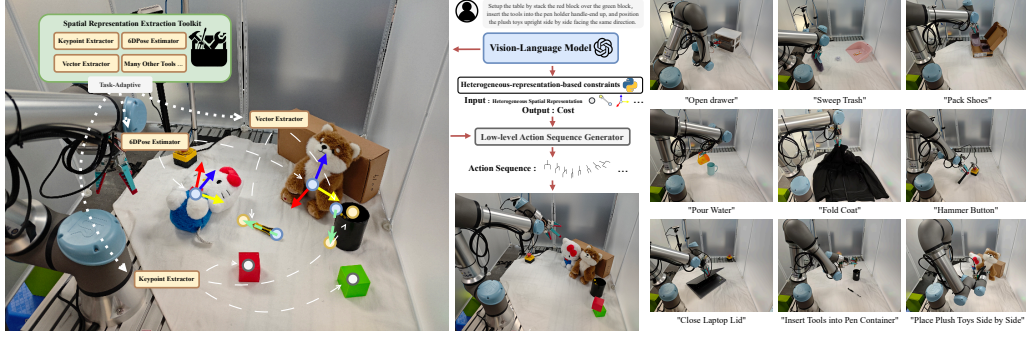 Spatial Representation Extraction Toolkit
Keypoint Extractor
6DPose Estimator
Vector Extractor
Many Other Tools ...
Task-Adaptive
Vector Extractor
6DPose Estimator
Keypoint Extractor
Setup the table by stack the red block over the green block,
insert the tools into the pen holder handle-end up, and position
the plush toys upright side by side facing the same direction.
Vision-Language Model
Heterogeneous-representation-based constraints
Input : Heterogeneous Spatial Representation ...
Output : Cost
Low-level Action Sequence Generator
Action Sequence : ...
"Open drawer"
"Sweep Trash"
"Pack Shoes"
"Pour Water"
"Fold Coat"
"Hammer Button"
"Close Laptop Lid"
"Insert Tools into Pen Container"
"Place Plush Toys Side by Side"